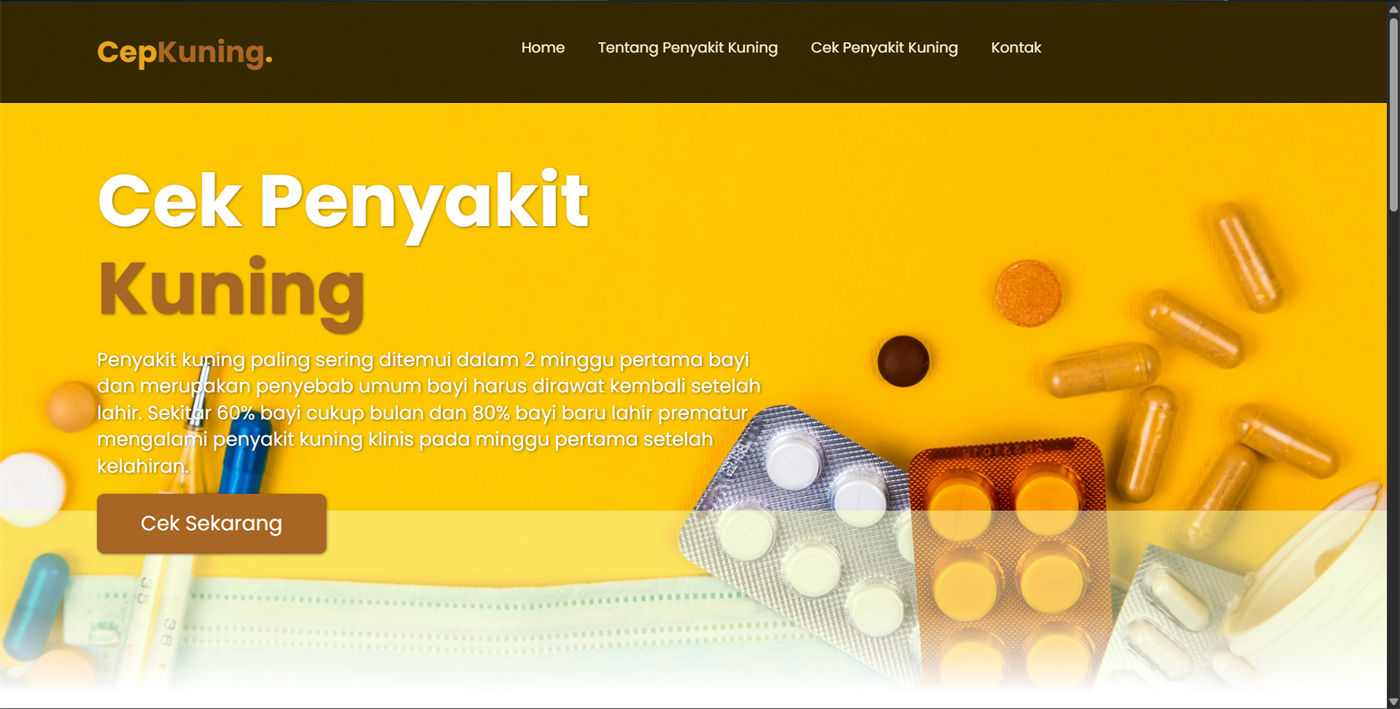 CepKuning.
Home
Tentang Penyakit Kuning
Cek Penyakit Kuning
Kontak
Cek Penyakit
Kuning
Penyakit kuning paling sering ditemui dalam 2 minggu pertama bayi
dan merupakan penyebab umum bayi harus dirawat kembali setelah
lahir. Sekitar 60% bayi cukup bulan dan 80% bayi baru lahir prematur
mengalami penyakit kuning klinis pada minggu pertama setelah
kelahiran.
Cek Sekarang
35
36